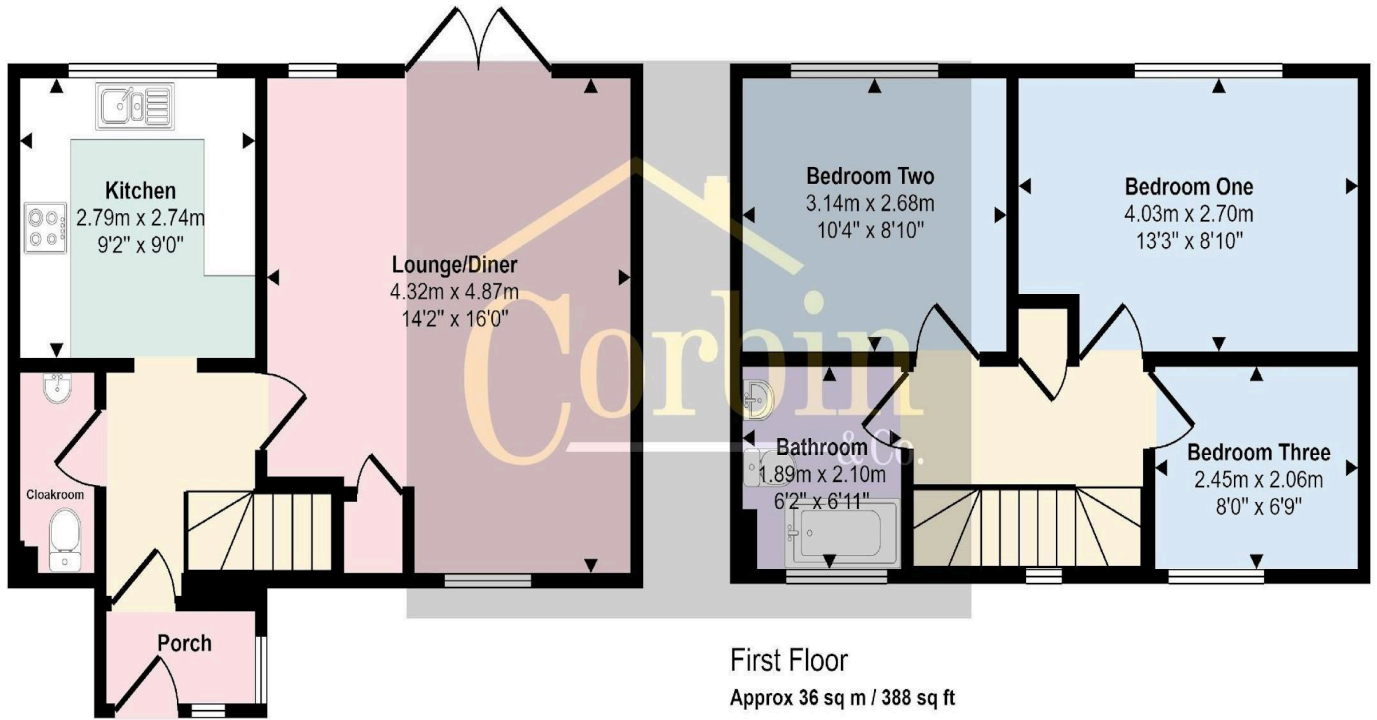 Kitchen
2.79m x 2.74m
9'2" x 9'0"
Lounge/Diner
4.32m x 4.87m
14'2" x 16'0"
Cloakroom
Porch
Bedroom Two
3.14m x 2.68m
10'4" x 8'10"
Bedroom One
4.03m x 2.70m
13'3" x 8'10"
Bathroom
1.89m x 2.10m
6'2" x 6'11"
Bedroom Three
2.45m x 2.06m
8'0" x 6'9"
Corbin
& Co.
First Floor
Approx 36 sq m / 388 sq ft